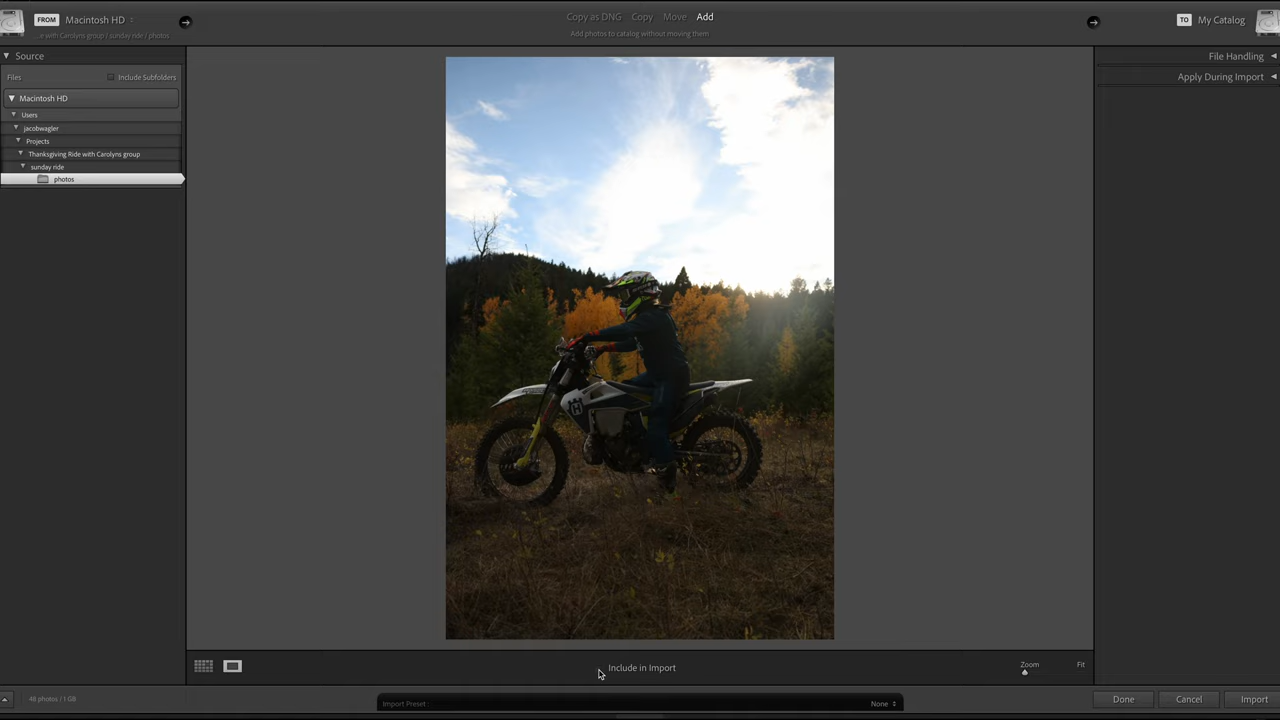 FROM Macintosh HD
Copy as DNG Copy Move Add
TO My Catalog
...e with Carolyns group / sunday ride / photos
Add photos to catalog without moving them
Source
File Handling
Files Include Subfolders
Apply During Import
Macintosh HD
Users
jacobwagler
Projects
Thanksgiving Ride with Carolyns group
sunday ride
photos
Include in Import
Zoom Fit
48 photos / 1 GB
Import Preset : None
Done Cancel Import